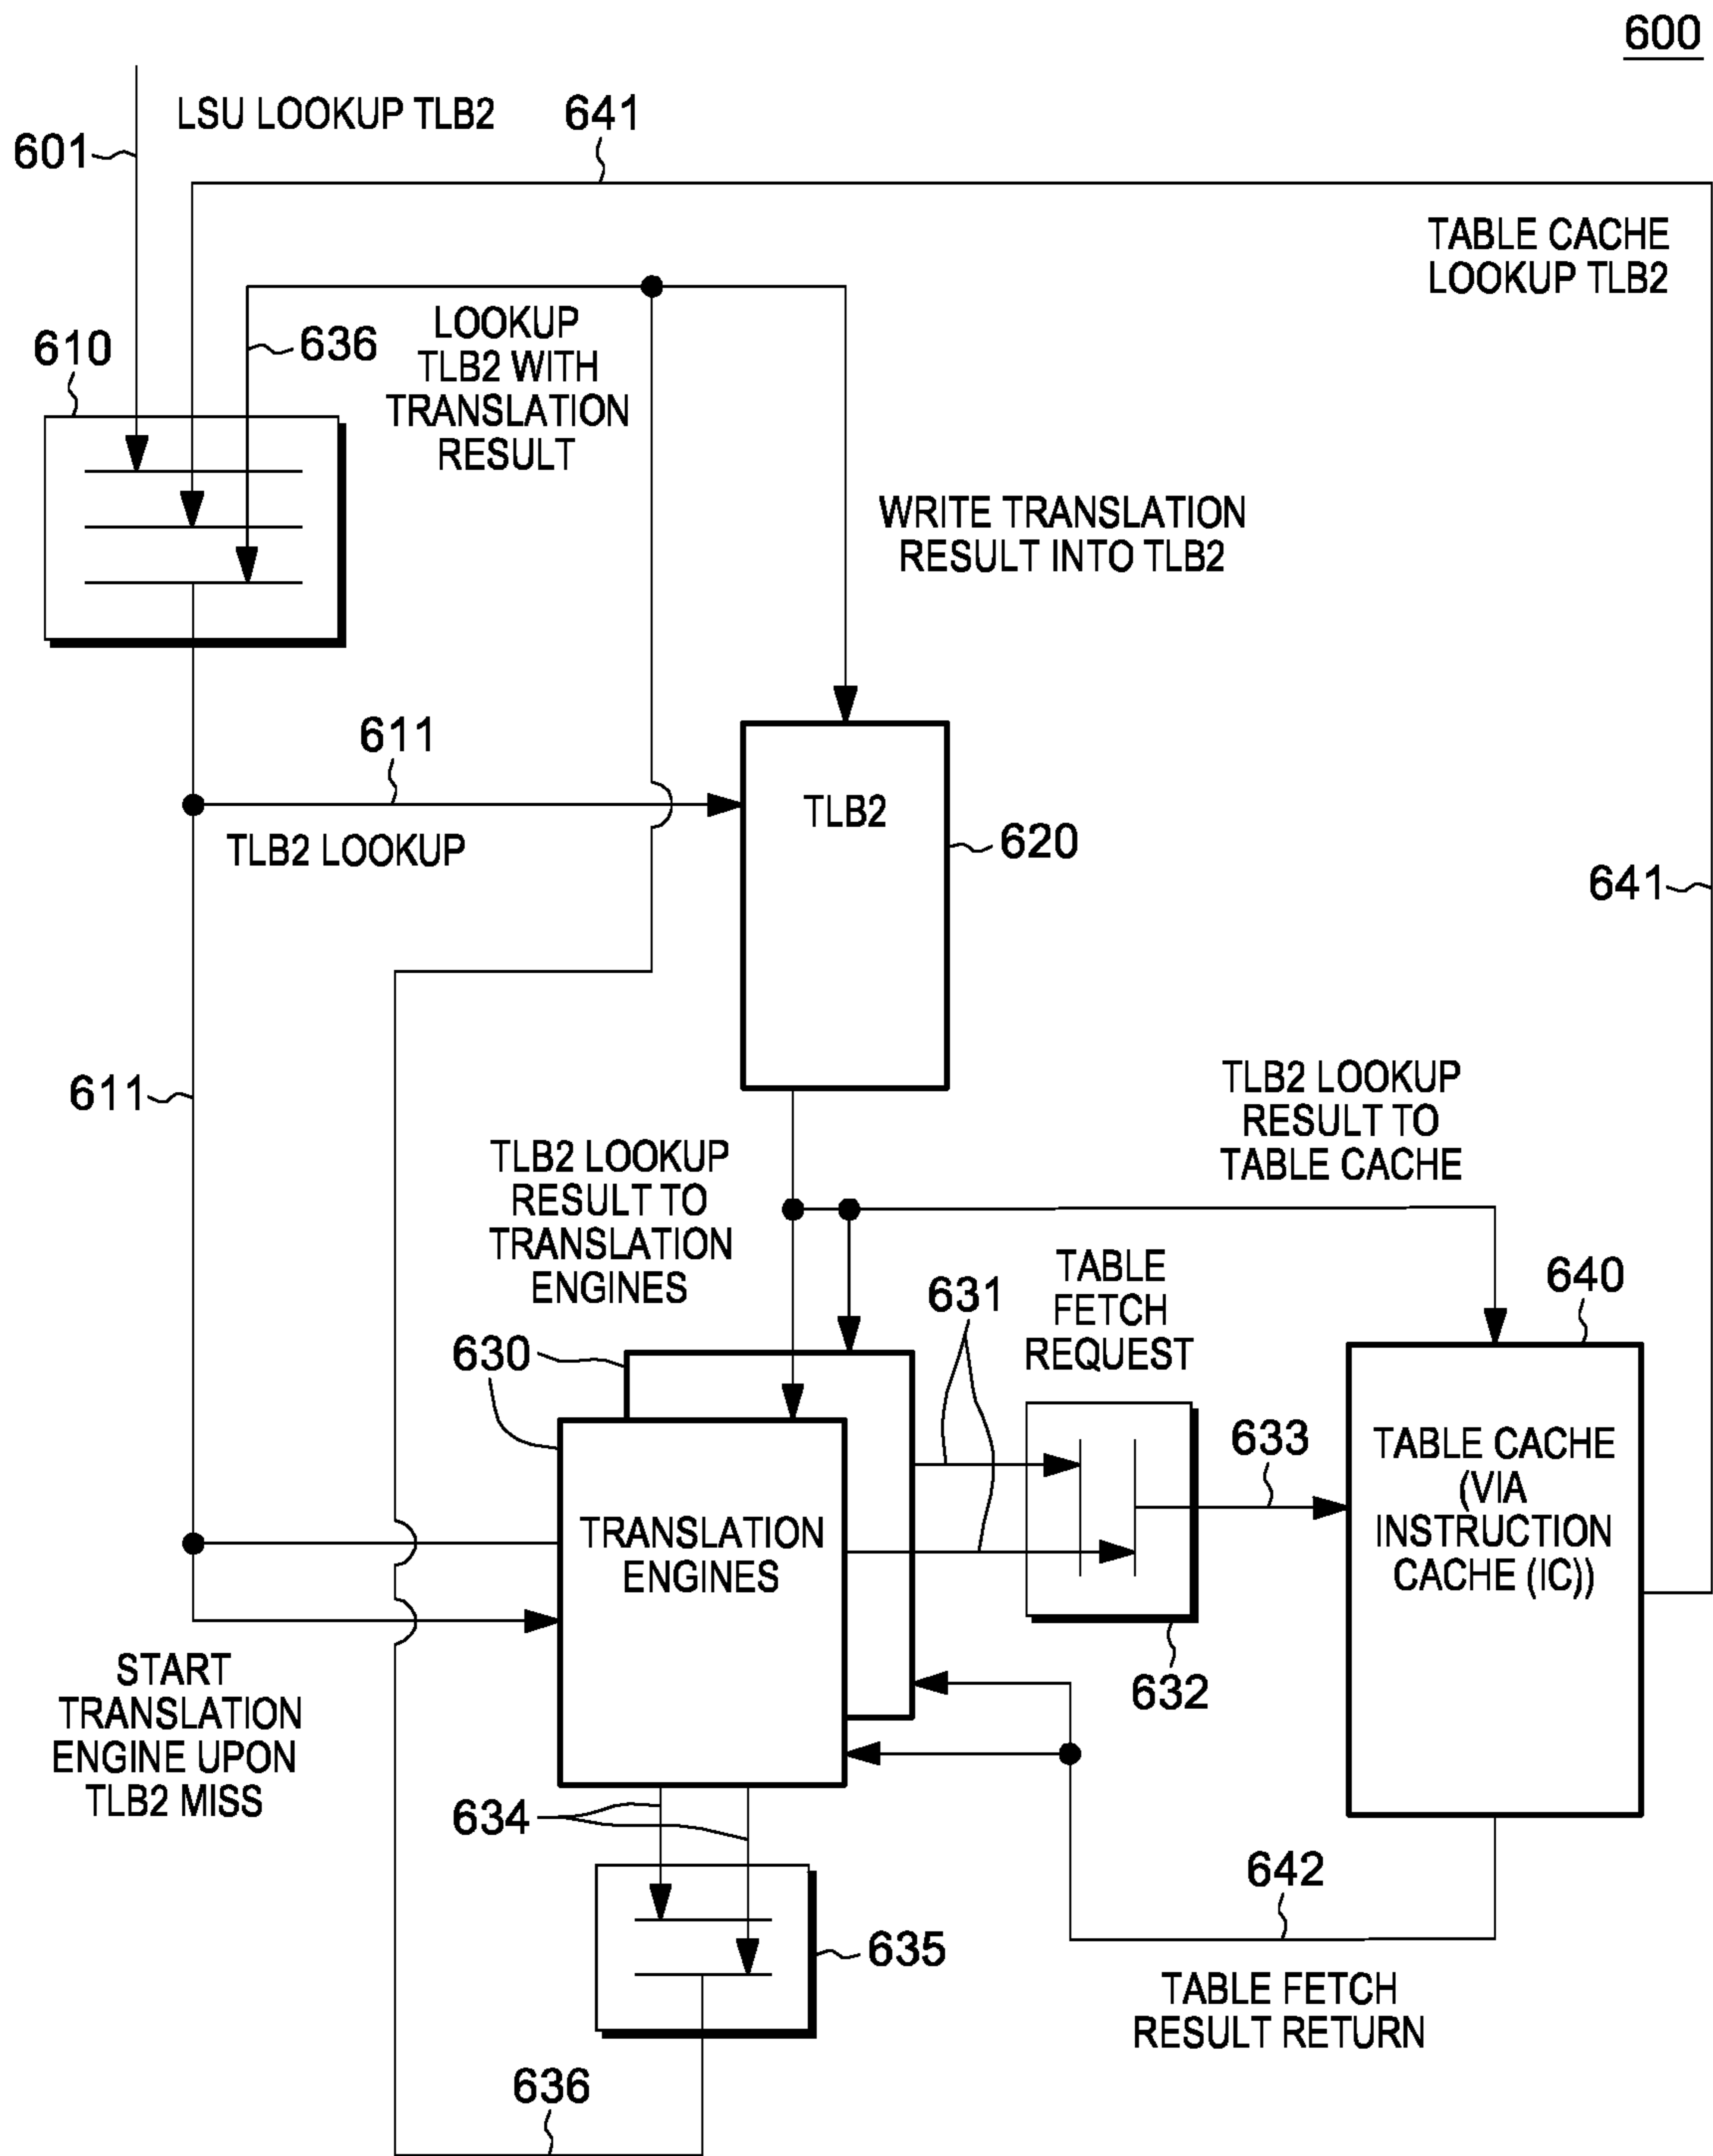 600
LSU LOOKUP TLB2
641
601
TABLE CACHE
LOOKUP TLB2
610
636
LOOKUP
TLB2 WITH
TRANSLATION
RESULT
WRITE TRANSLATION
RESULT INTO TLB2
611
TLB2
TLB2 LOOKUP
620
641
611
TLB2 LOOKUP
RESULT TO
TABLE CACHE
TLB2 LOOKUP
RESULT TO
TRANSLATION
ENGINES
TABLE
FETCH
REQUEST
631
640
630
633
TABLE CACHE
(VIA
INSTRUCTION
CACHE (IC))
TRANSLATION
ENGINES
START
TRANSLATION
ENGINE UPON
TLB2 MISS
632
634
642
635
TABLE FETCH
RESULT RETURN
636